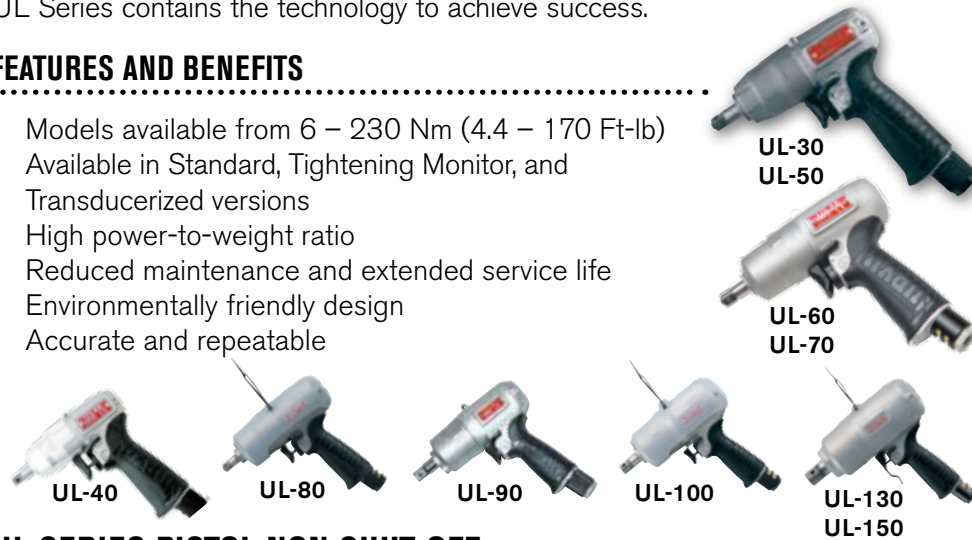 UL Series contains the technology to achieve success.
FEATURES AND BENEFITS
Models available from 6 – 230 Nm (4.4 – 170 Ft-lb)
Available in Standard, Tightening Monitor, and
Transducerized versions
High power-to-weight ratio
Reduced maintenance and extended service life
Environmentally friendly design
Accurate and repeatable
UL-30
UL-50
UL-60
UL-70
UL-40
UL-80
UL-90
UL-100
UL-130
UL-150
UL SERIES PISTOL NON SHUT-OFF